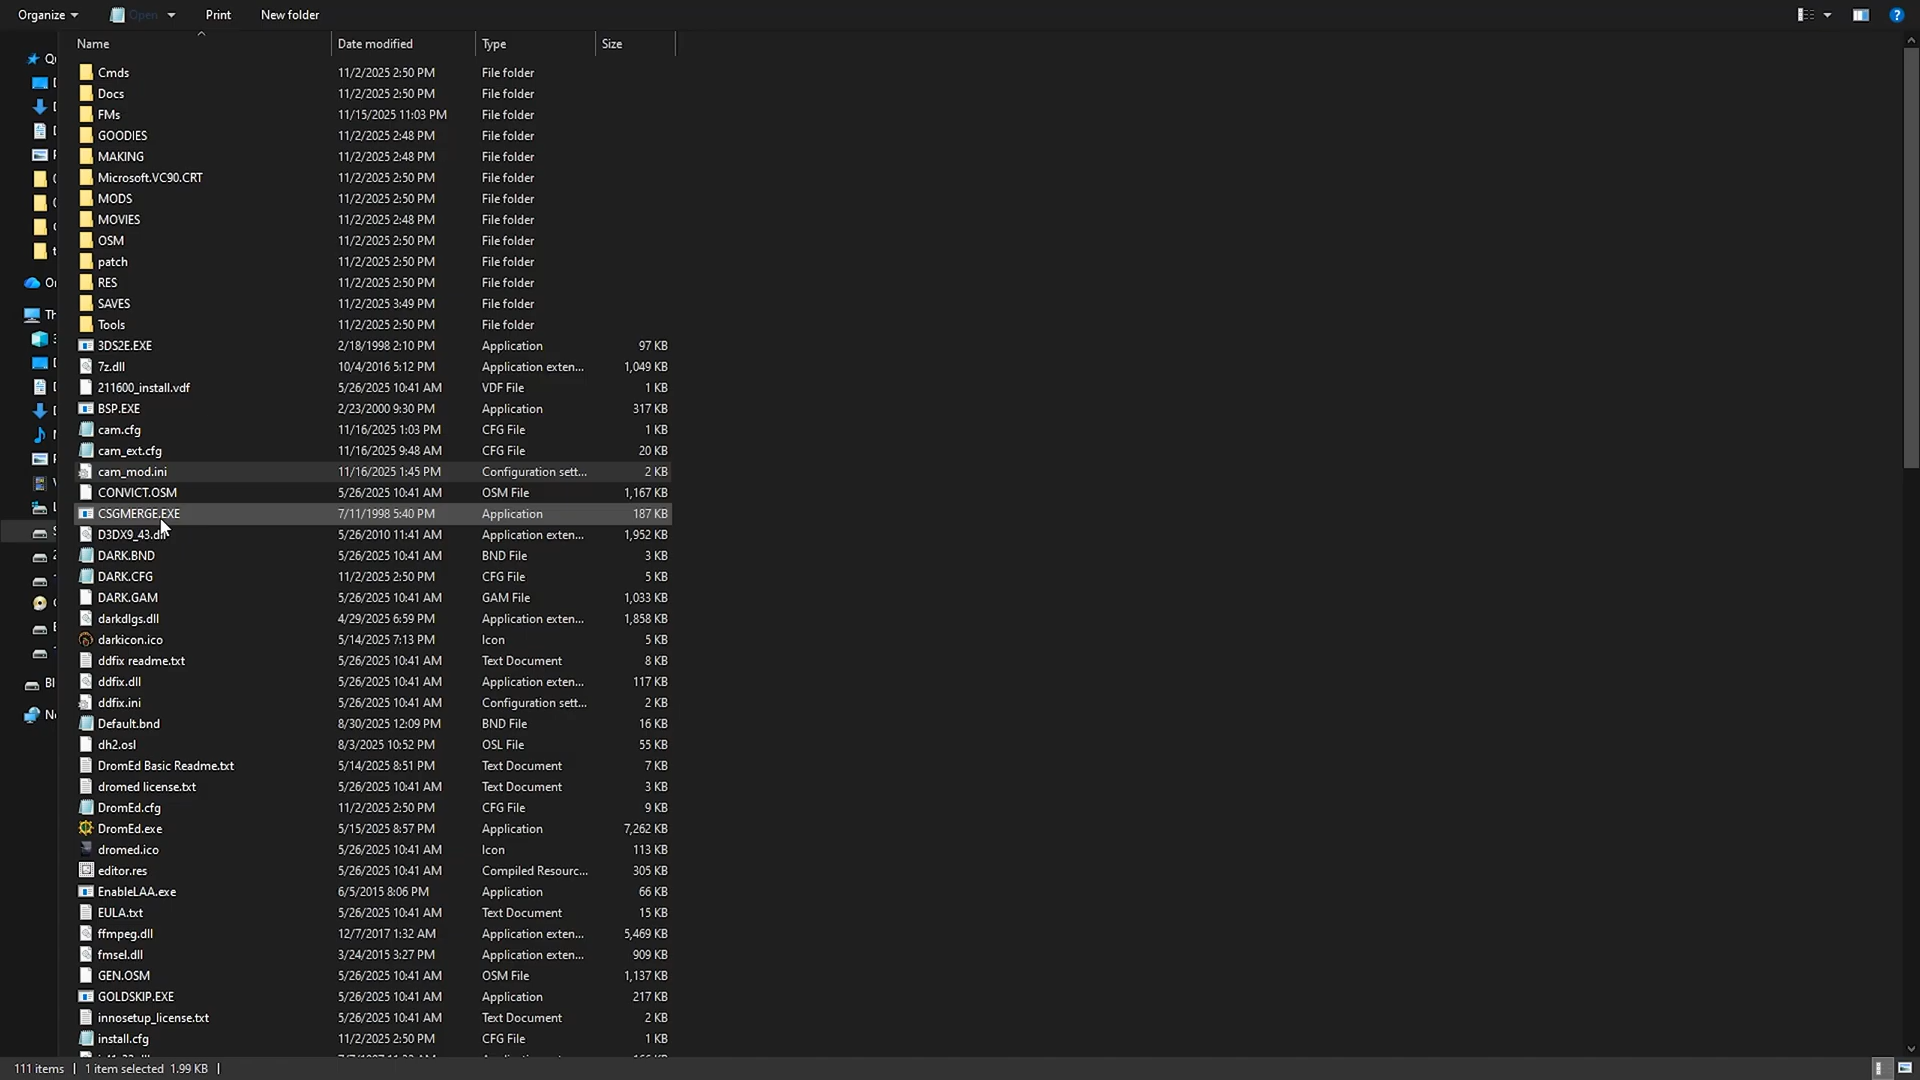 Organize Open Print New folder
Name Date modified Type Size
Cmds 11/2/2025 2:50 PM File folder
Docs 11/2/2025 2:50 PM File folder
FMs 11/15/2025 11:03 PM File folder
GOODIES 11/2/2025 2:48 PM File folder
MAKING 11/2/2025 2:48 PM File folder
Microsoft.VC90.CRT 11/2/2025 2:50 PM File folder
MODS 11/2/2025 2:50 PM File folder
MOVIES 11/2/2025 2:48 PM File folder
OSM 11/2/2025 2:50 PM File folder
patch 11/2/2025 2:50 PM File folder
RES 11/2/2025 2:50 PM File folder
SAVES 11/2/2025 3:49 PM File folder
Tools 11/2/2025 2:50 PM File folder
3DS2E.EXE 2/18/1998 2:10 PM Application 97 KB
7z.dll 10/4/2016 5:12 PM Application exten... 1,049 KB
211600_install.vdf 5/26/2025 10:41 AM VDF File 1 KB
BSP.EXE 2/23/2000 9:30 PM Application 317 KB
cam.cfg 11/16/2025 1:03 PM CFG File 1 KB
cam_ext.cfg 11/16/2025 9:48 AM CFG File 20 KB
cam_mod.ini 11/16/2025 1:45 PM Configuration sett... 2 KB
CONVICT.OSM 5/26/2025 10:41 AM OSM File 1,167 KB
CSGMERGE.EXE 7/11/1998 5:40 PM Application 187 KB
D3DX9_43.dll 5/26/2010 11:41 AM Application exten... 1,952 KB
DARK.BND 5/26/2025 10:41 AM BND File 3 KB
DARK.CFG 11/2/2025 2:50 PM CFG File 5 KB
DARK.GAM 5/26/2025 10:41 AM GAM File 1,033 KB
darkdlgs.dll 4/29/2025 6:59 PM Application exten... 1,858 KB
darkicon.ico 5/14/2025 7:13 PM Icon 5 KB
ddfix readme.txt 5/26/2025 10:41 AM Text Document 8 KB
ddfix.dll 5/26/2025 10:41 AM Application exten... 117 KB
ddfix.ini 5/26/2025 10:41 AM Configuration sett... 2 KB
Default.bnd 8/30/2025 12:09 PM BND File 16 KB
dh2.osl 8/3/2025 10:52 PM OSL File 55 KB
DromEd Basic Readme.txt 5/14/2025 8:51 PM Text Document 7 KB
dromed license.txt 5/26/2025 10:41 AM Text Document 3 KB
DromEd.cfg 11/2/2025 2:50 PM CFG File 9 KB
DromEd.exe 5/15/2025 8:57 PM Application 7,262 KB
dromed.ico 5/26/2025 10:41 AM Icon 113 KB
editor.res 5/26/2025 10:41 AM Compiled Resourc... 305 KB
EnableLAA.exe 6/5/2015 8:06 PM Application 66 KB
EULA.txt 5/26/2025 10:41 AM Text Document 15 KB
ffmpeg.dll 12/7/2017 1:32 AM Application exten... 5,469 KB
fmsel.dll 3/24/2015 3:27 PM Application exten... 909 KB
GEN.OSM 5/26/2025 10:41 AM OSM File 1,137 KB
GOLDSKIP.EXE 5/26/2025 10:41 AM Application 217 KB
innosetup_license.txt 5/26/2025 10:41 AM Text Document 2 KB
install.cfg 11/2/2025 2:50 PM CFG File 1 KB
111 items 1 item selected 1.99 KB